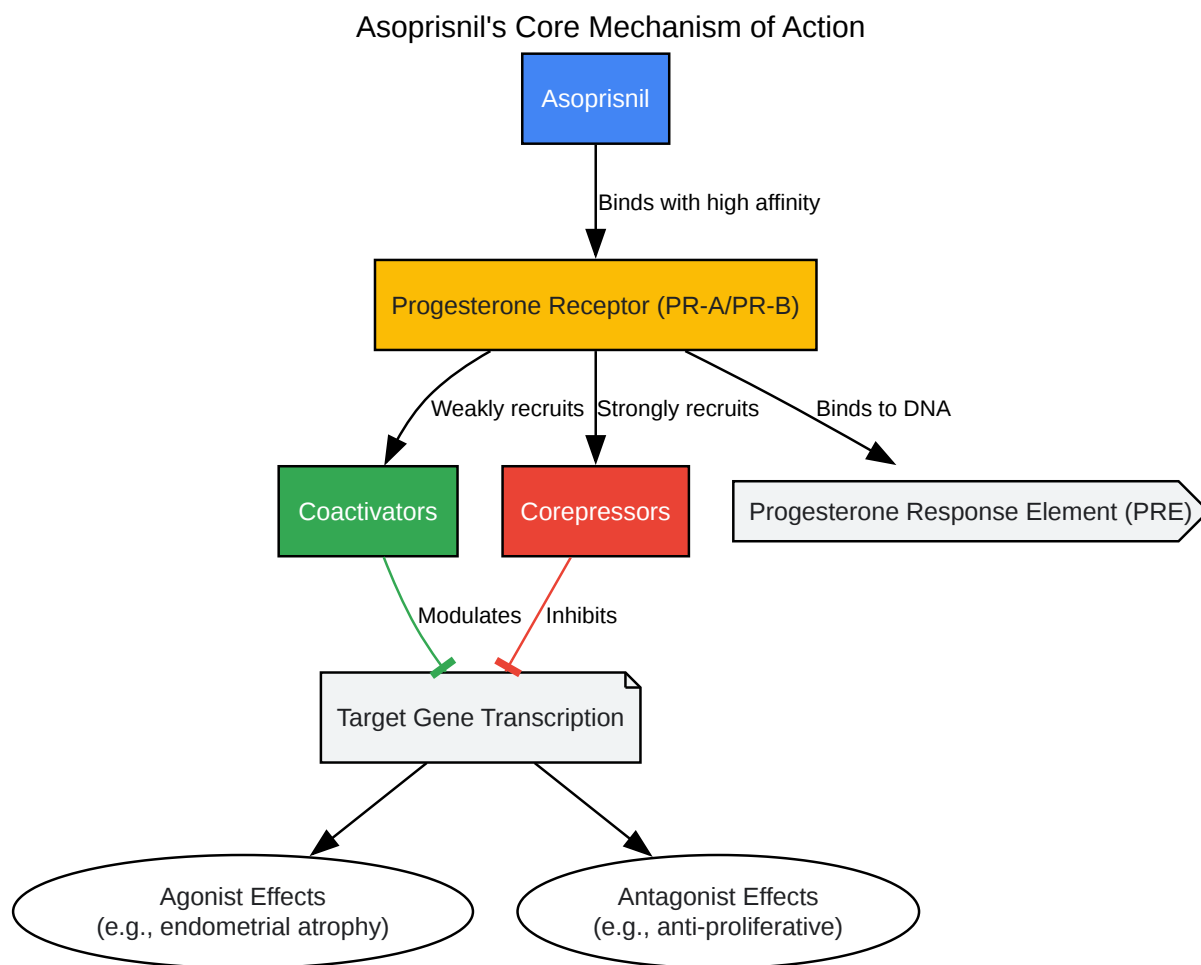 Asoprisnil's Core Mechanism of Action
Asoprisnil
Binds with high affinity
Progesterone Receptor (PR-A/PR-B)
Weakly recruits
Strongly recruits
Binds to DNA
Coactivators
Corepressors
Progesterone Response Element (PRE)
Modulates
Inhibits
Target Gene Transcription
Agonist Effects
(e.g., endometrial atrophy)
Antagonist Effects
(e.g., anti-proliferative)